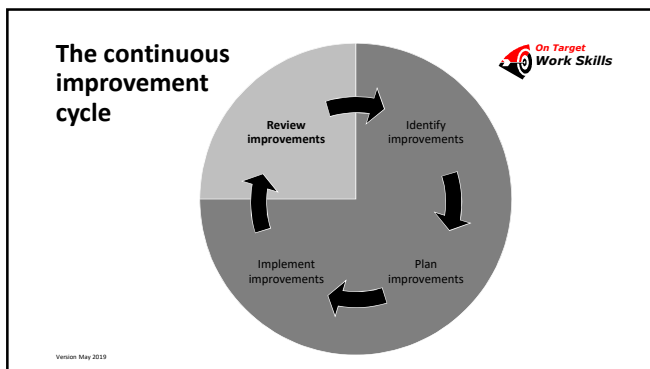 The continuous
improvement
cycle
On Target
Work Skills
Review
improvements
Identify
improvements
Implement
improvements
Plan
improvements
Version May 2019